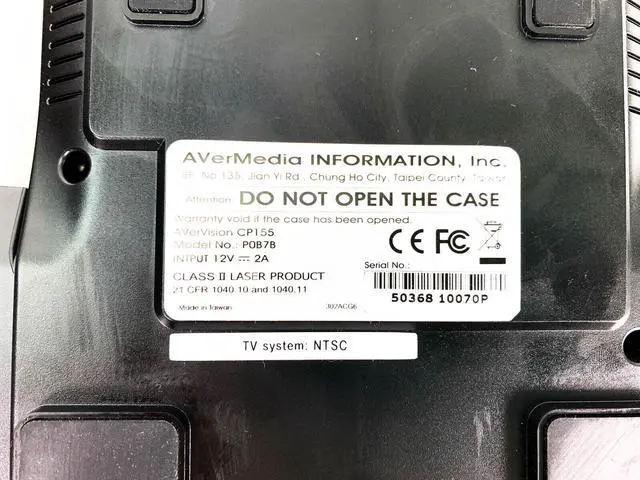 AVerMedia INFORMATION, Inc.
8F, No 135, Jian Yi Rd., Chung Ho City, Taipei County, Taiwan
Attention: DO NOT OPEN THE CASE
Warranty void if the case has been opened.
AVerVision CP155
Model No.: P0B7B
INTPUT 12V ⎓ 2A
CLASS II LASER PRODUCT
21 CFR 1040.10 and 1040.11
Made in Taiwan
302ACG6
CE FC
Serial No.:
50368 10070P
TV system: NTSC